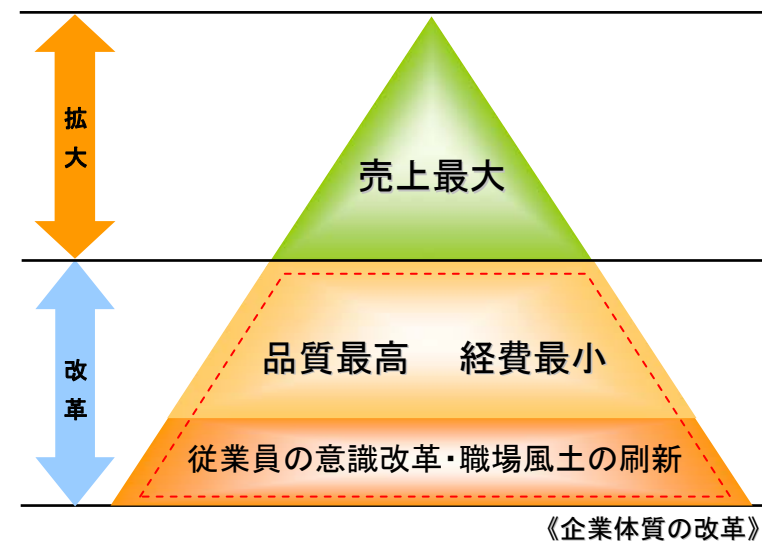 拡大
売上最大
改革
品質最高 経費最小
従業員の意識改革・職場風土の刷新
《企業体質の改革》